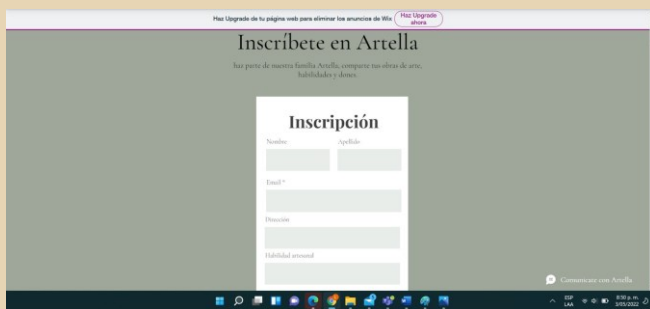 Haz Upgrade de tu página web para eliminar los anuncios de Wix
Haz Upgrade
ahora
Inscríbete en Artella
haz parte de nuestra familia Artella, comparte tus obras de arte,
habilidades y dones.
Inscripción
Nombre
Apellido
Email *
Dirección
Habilidad artesanal
Comunícate con Artella
ESP
LAA
8:50 p. m.
3/05/2022